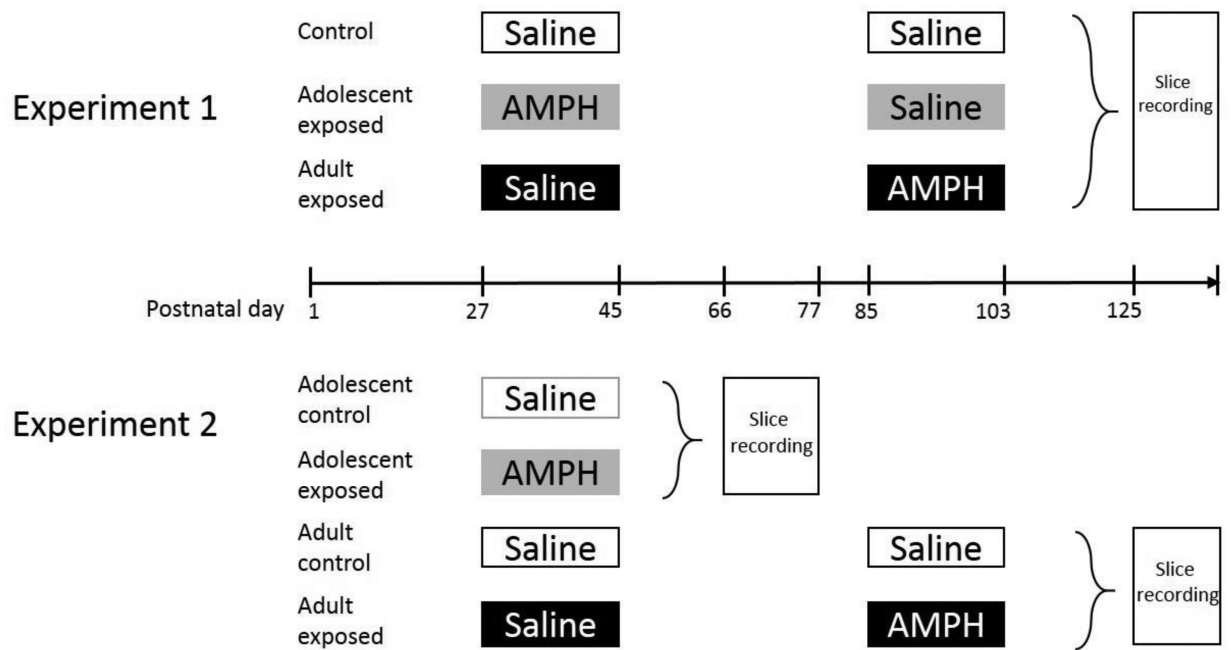 Control
Saline
Saline
Experiment 1
Adolescent
exposed
AMPH
Saline
Slice
recording
Adult
exposed
Saline
AMPH
Postnatal day
1
27
45
66
77
85
103
125
Experiment 2
Adolescent
control
Saline
Adolescent
exposed
AMPH
Slice
recording
Adult
control
Saline
Saline
Adult
exposed
Saline
AMPH
Slice
recording